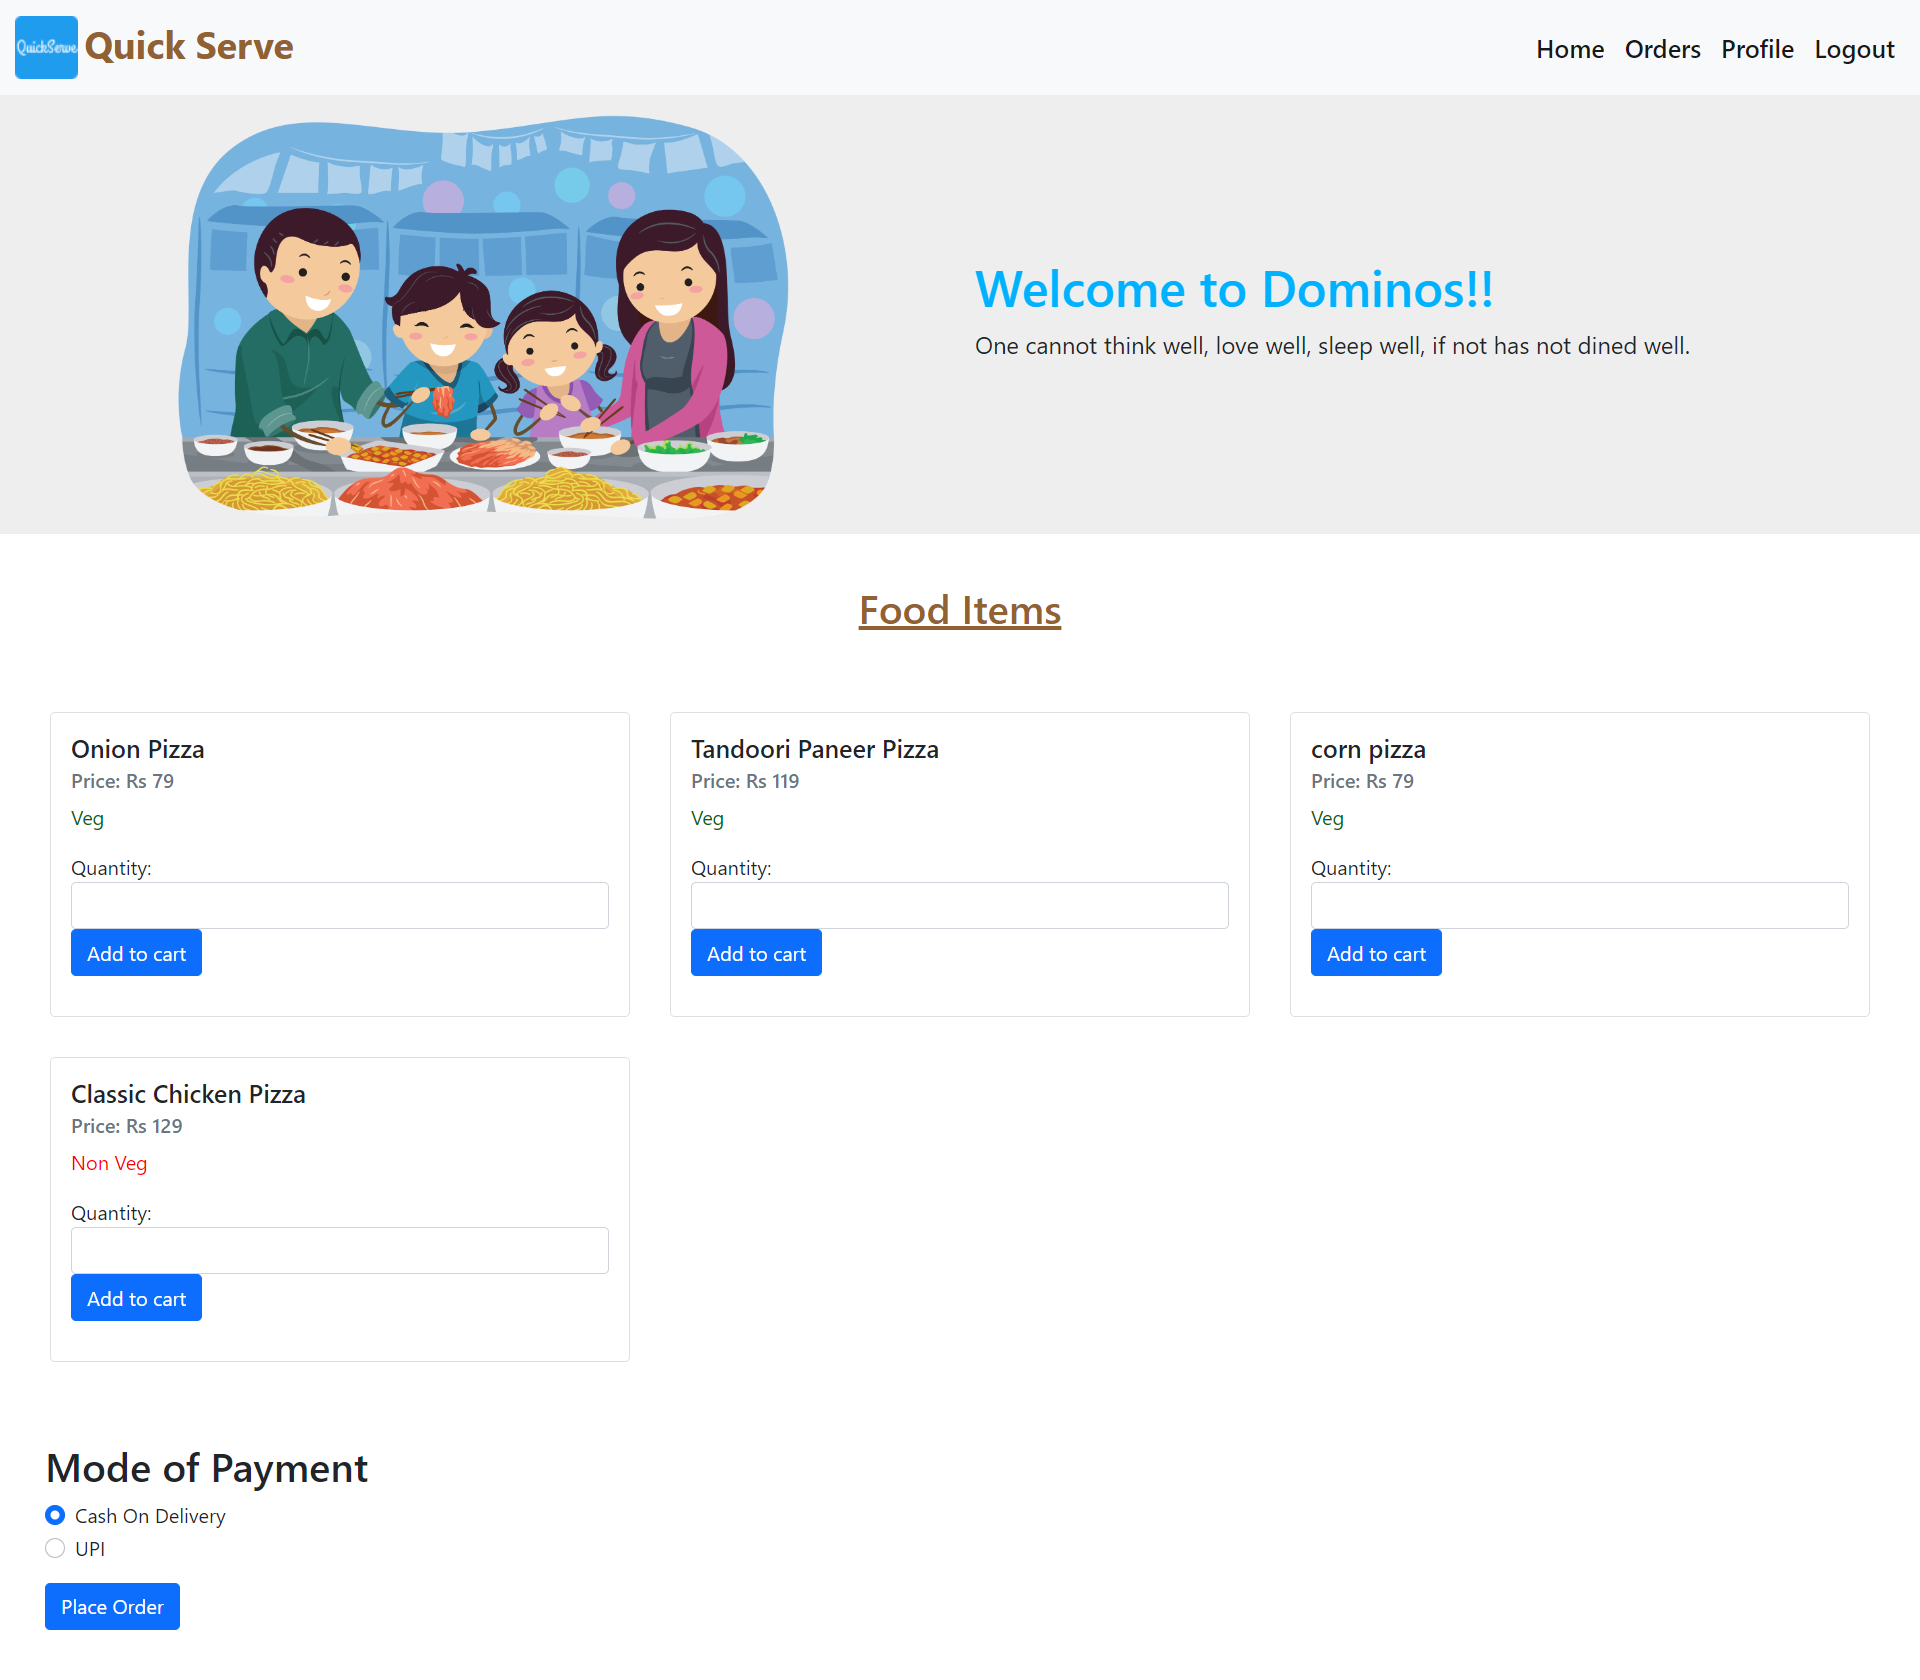 QuickServe
Quick Serve
Home Orders Profile Logout
Welcome to Dominos!!
One cannot think well, love well, sleep well, if not has not dined well.
Food Items
Onion Pizza
Price: Rs 79
Veg
Quantity:
Add to cart
Tandoori Paneer Pizza
Price: Rs 119
Veg
Quantity:
Add to cart
corn pizza
Price: Rs 79
Veg
Quantity:
Add to cart
Classic Chicken Pizza
Price: Rs 129
Non Veg
Quantity:
Add to cart
Mode of Payment
Cash On Delivery
UPI
Place Order